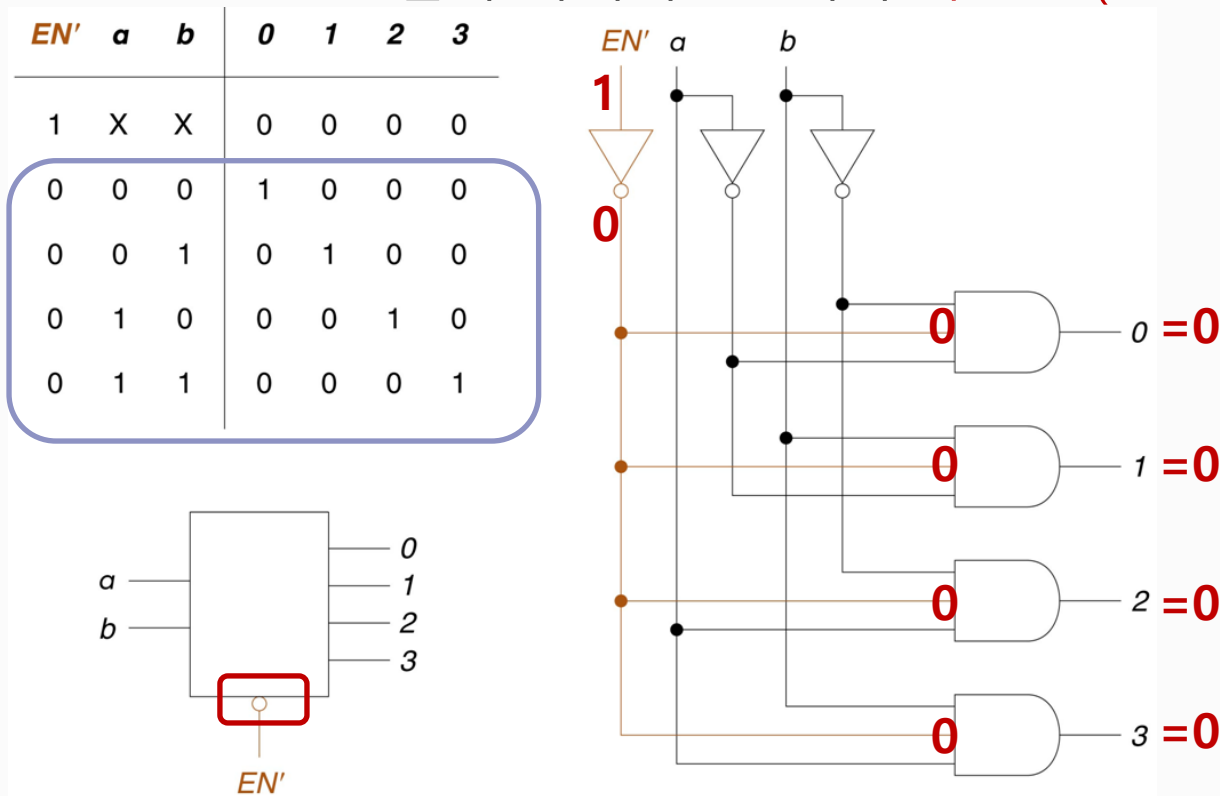 EN' a b 0 1 2 3
1 X X 0 0 0 0
0 0 0 1 0 0 0
0 0 1 0 1 0 0
0 1 0 0 0 1 0
0 1 1 0 0 0 1
a
b
0
1
2
3
EN'
EN' a b
1
0
0 0 =0
0 1 =0
0 2 =0
0 3 =0